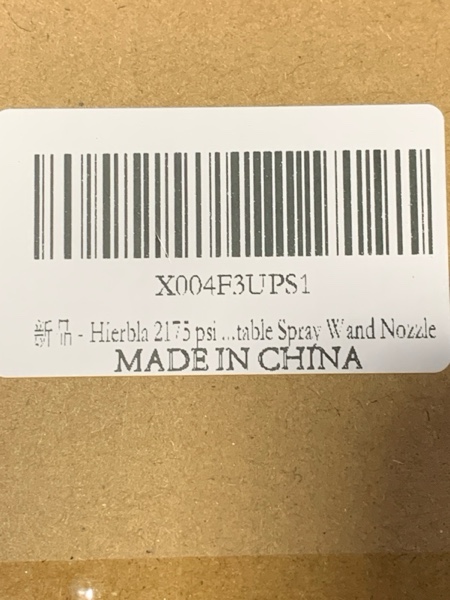 X004F3UPS1
新品 - Hierbla 2175 psi ...table Spray Wand Nozzle
MADE IN CHINA